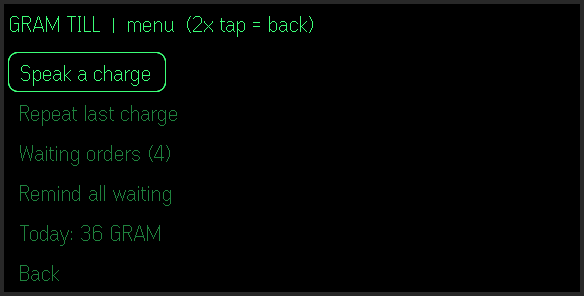 GRAM TILL | menu (2x tap = back)
Speak a charge
Repeat last charge
Waiting orders (4)
Remind all waiting
Today: 36 GRAM
Back